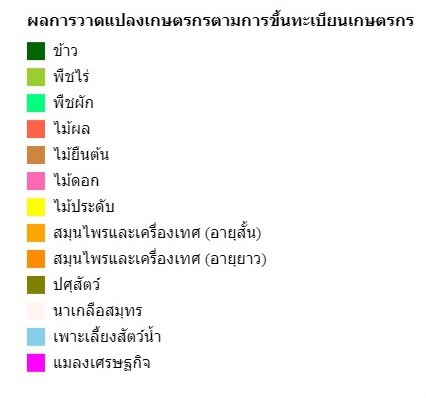 ผลการวาดแปลงเกษตรกรตามการขึ้นทะเบียนเกษตรกร
ข้าว
พืชไร่
พืชผัก
ไม้ผล
ไม้ยืนต้น
ไม้ดอก
ไม้ประดับ
สมุนไพรและเครื่องเทศ (อายุสั้น)
สมุนไพรและเครื่องเทศ (อายุยาว)
ปศุสัตว์
นาเกลือสมุทร
เพาะเลี้ยงสัตว์น้ำ
แมลงเศรษฐกิจ